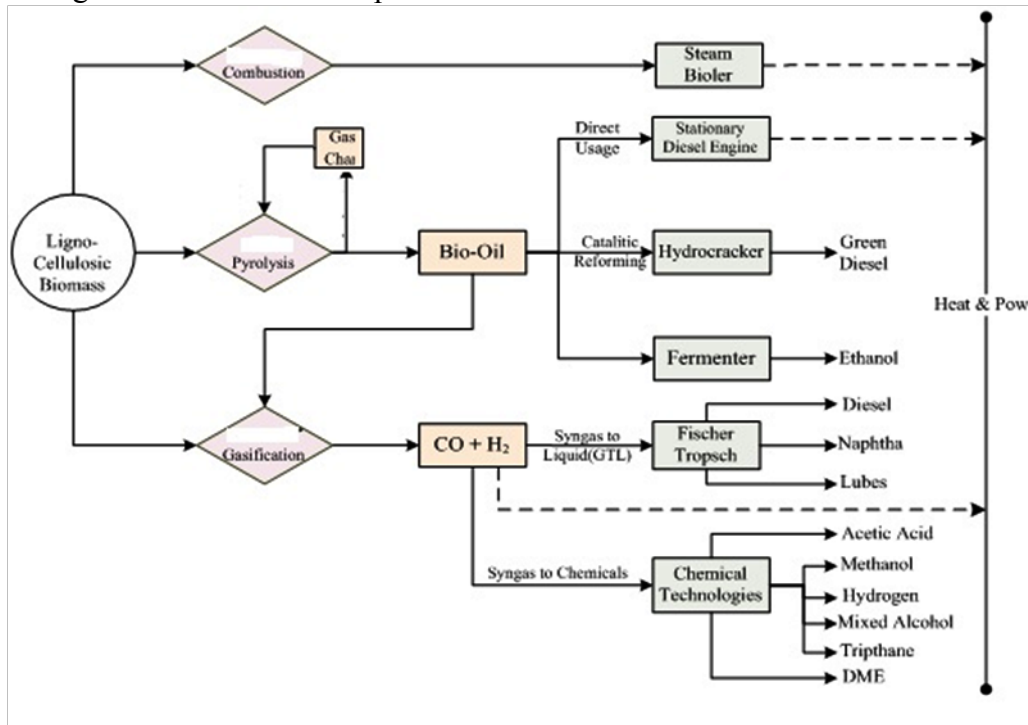 Combustion
Steam
Bioler
Direct
Usage
Stationary
Diesel Engine
Gas
Char
Ligno-
Cellulosic
Biomass
Pyrolysis
Bio-Oil
Catalitic
Reforming
Hydrocracker
Green
Diesel
Heat & Pow
Fermenter
Ethanol
Gasification
CO + H₂
Syngas to
Liquid(GTL)
Fischer
Tropsch
Diesel
Naphtha
Lubes
Syngas to Chemicals
Chemical
Technologies
Acetic Acid
Methanol
Hydrogen
Mixed Alcohol
Tripthane
DME